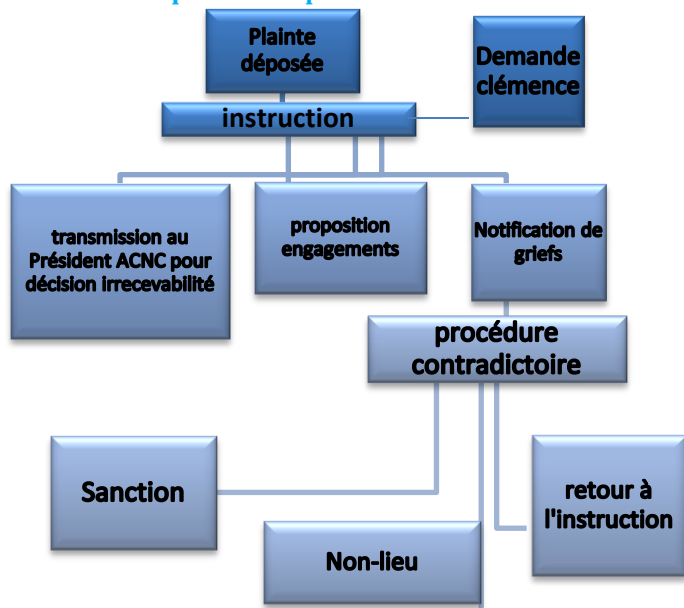 Plainte
déposée
Demande
clémence
instruction
transmission au
Président ACNC pour
décision irrecevabilité
proposition
engagements
Notification de
griefs
procédure
contradictoire
Sanction
retour à
l'instruction
Non-lieu